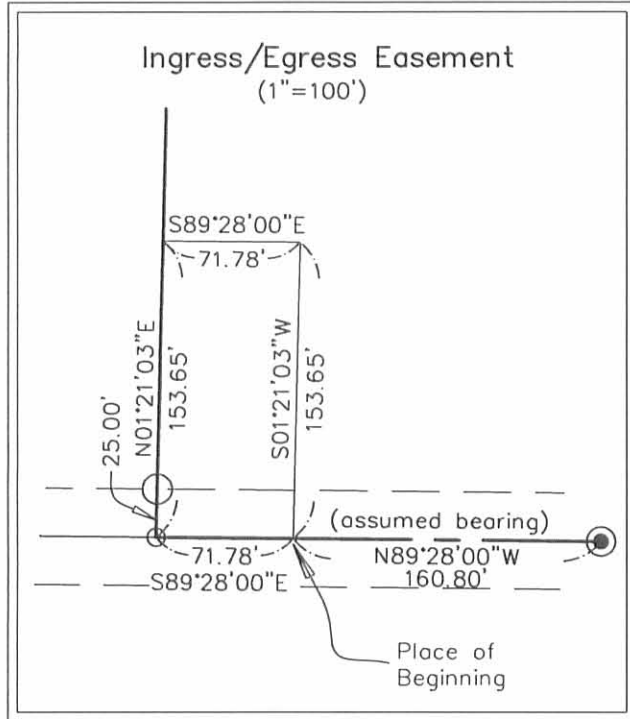 Ingress/Egress Easement
(1"=100')
S89°28'00"E
71.78'
N01°21'03"E
153.65'
S01°21'03"W
153.65'
25.00'
(assumed bearing)
71.78'
N89°28'00"W
S89°28'00"E
160.80'
Place of
Beginning